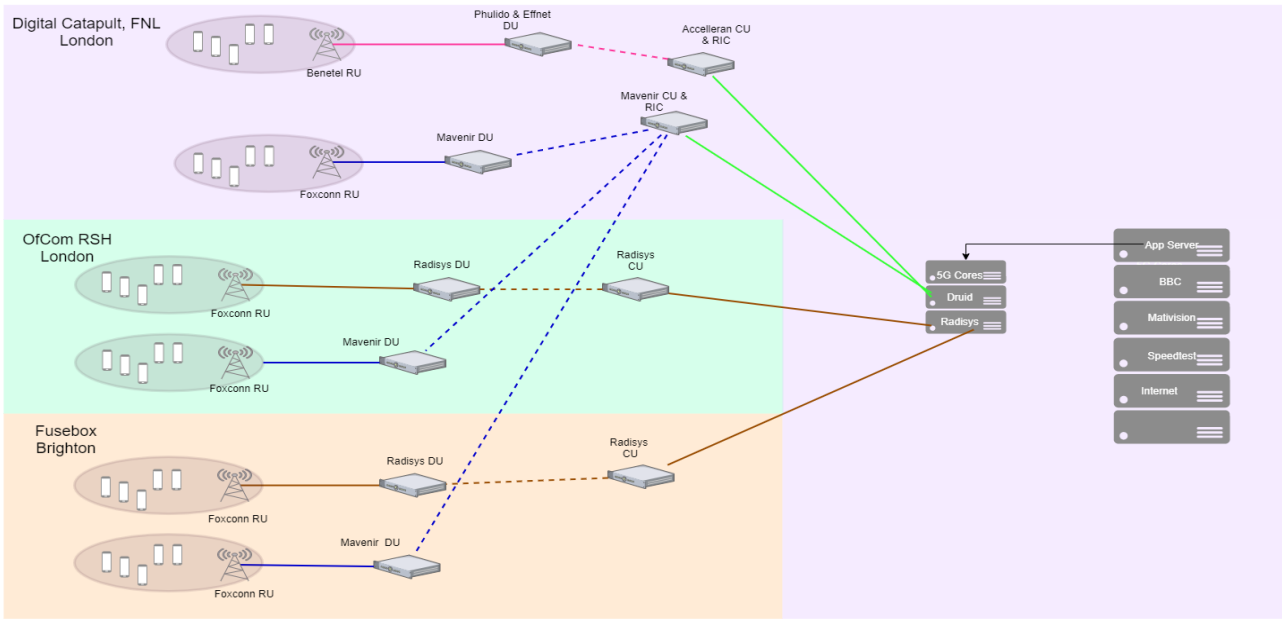 Digital Catapult, FNL
London
Phulido & Effnet
DU
Accelleran CU
& RIC
Benetel RU
Mavenir CU &
RIC
Mavenir DU
Foxconn RU
OfCom RSH
London
Radisys DU
Radisys
CU
Foxconn RU
Mavenir DU
Foxconn RU
Fusebox
Brighton
Radisys DU
Radisys
CU
Foxconn RU
Mavenir DU
Foxconn RU
5G Cores
Druid
Radisys
App Server
BBC
Mativision
Speedtest
Internet